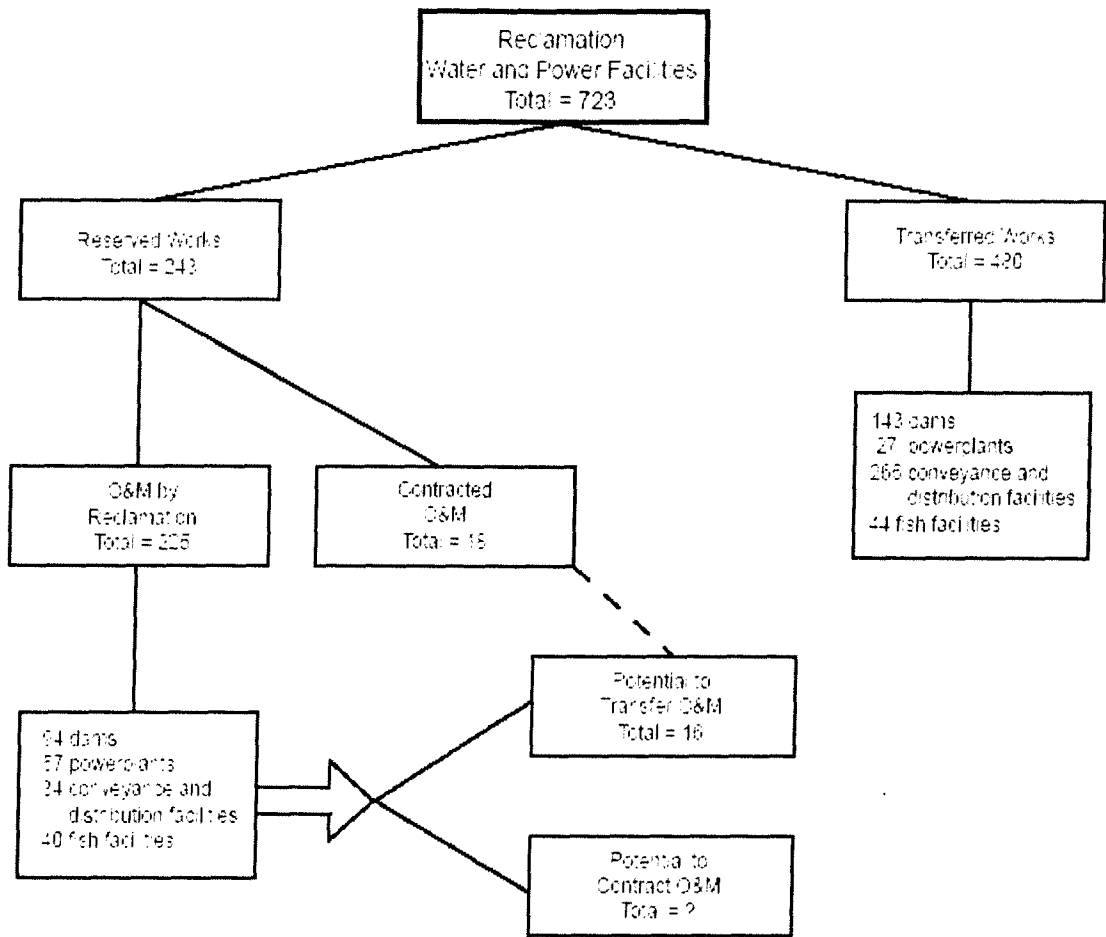 Reclamation
Water and Power Facilities
Total = 723
Reserved Works
Total = 243
Transferred Works
Total = 480
143 dams
27 powerplants
266 conveyance and
distribution facilities
44 fish facilities
O&M by
Reclamation
Total = 225
Contracted
O&M
Total = 18
Potential to
Transfer O&M
Total = 16
94 dams
57 powerplants
34 conveyance and
distribution facilities
40 fish facilities
Potential to
Contract O&M
Total = ?